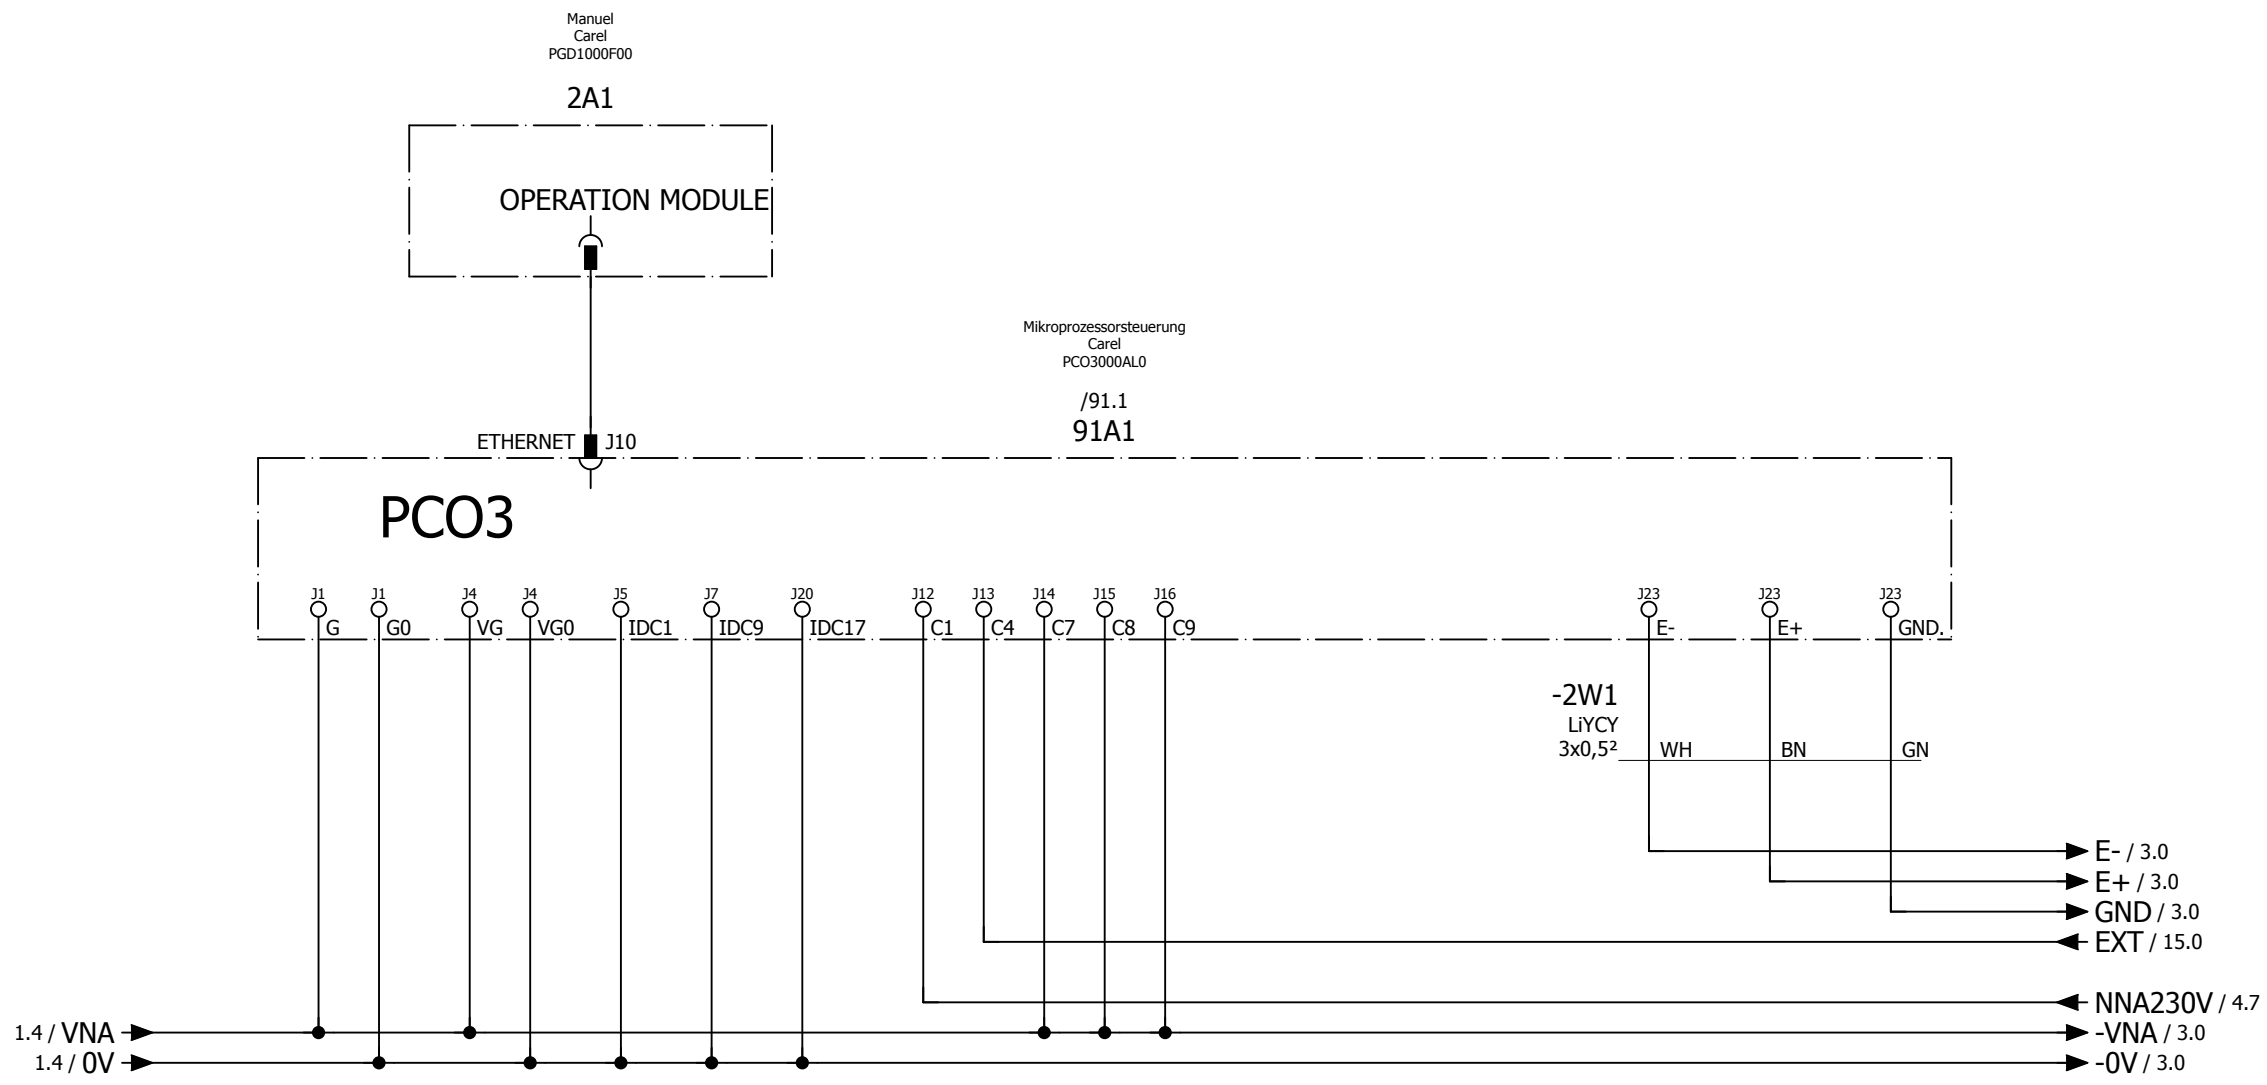 Manuel
Carel
PGD1000F00
2A1
OPERATION MODULE
Mikroprozessorsteuerung
Carel
PCO3000AL0
/91.1
91A1
ETHERNET J10
PCO3
J1 J1 J4 J4 J5 J7 J20 J12 J13 J14 J15 J16 J23 J23 J23
G G0 VG VG0 IDC1 IDC9 IDC17 C1 C4 C7 C8 C9 E- E+ GND.
-2W1
LiYCY
3x0,5² WH BN GN
E- / 3.0
E+ / 3.0
GND / 3.0
EXT / 15.0
NNA230V / 4.7
1.4 / VNA -VNA / 3.0
1.4 / 0V -0V / 3.0